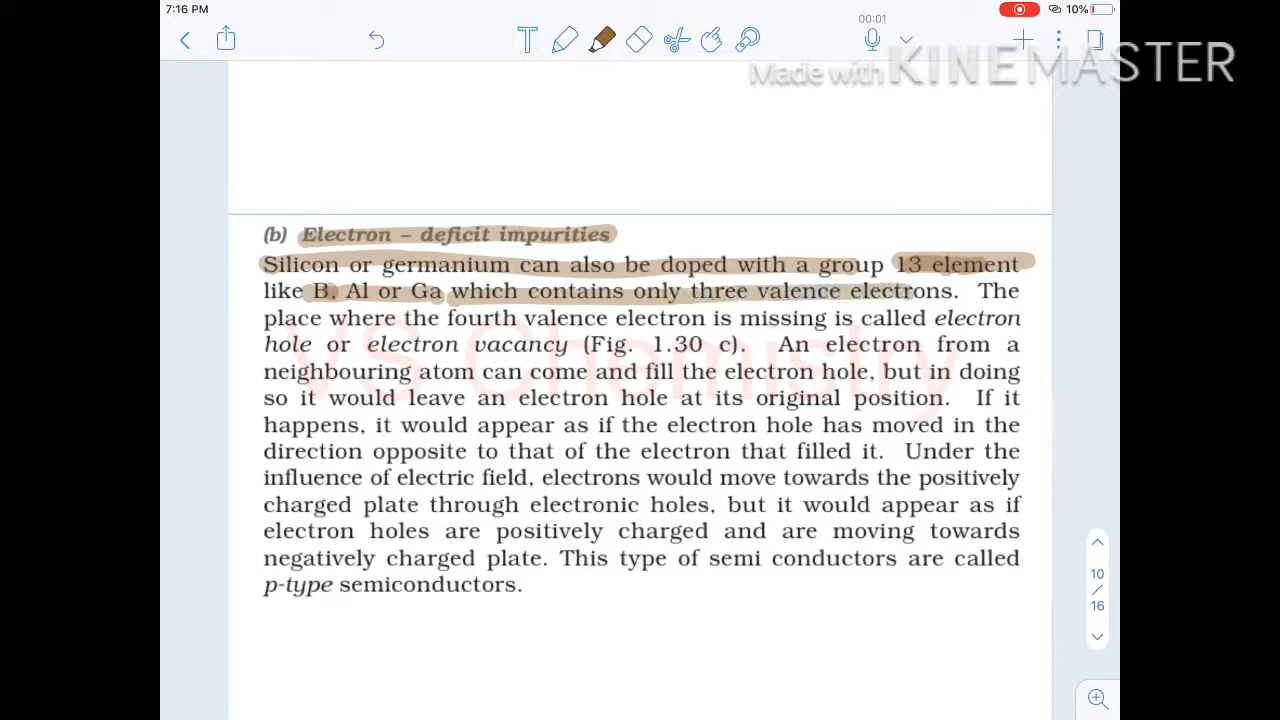 7:16 PM
10%
00:01
T
Made with KINEMASTER
(b) Electron – deficit impurities
Silicon or germanium can also be doped with a group 13 element
like B, Al or Ga which contains only three valence electrons. The
place where the fourth valence electron is missing is called electron
hole or electron vacancy (Fig. 1.30 c). An electron from a
neighbouring atom can come and fill the electron hole, but in doing
so it would leave an electron hole at its original position. If it
happens, it would appear as if the electron hole has moved in the
direction opposite to that of the electron that filled it. Under the
influence of electric field, electrons would move towards the positively
charged plate through electronic holes, but it would appear as if
electron holes are positively charged and are moving towards
negatively charged plate. This type of semi conductors are called
p-type semiconductors.
VS Chemistry
10
/
16